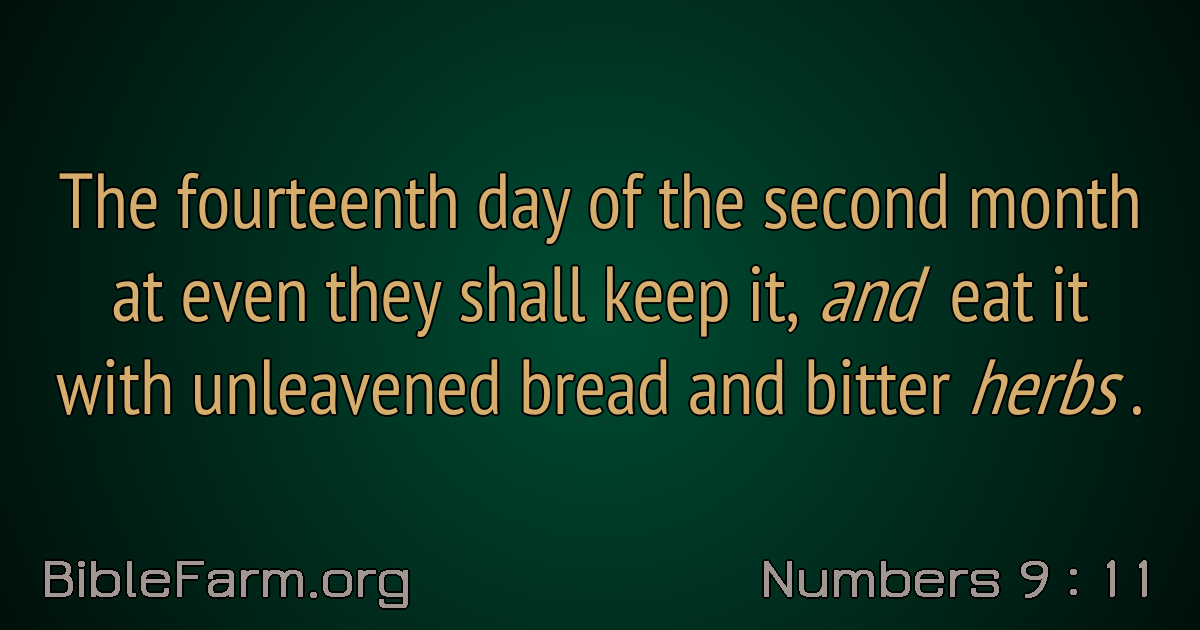 The fourteenth day of the second month
at even they shall keep it, and eat it
with unleavened bread and bitter herbs .
BibleFarm.org
Numbers 9 : 11